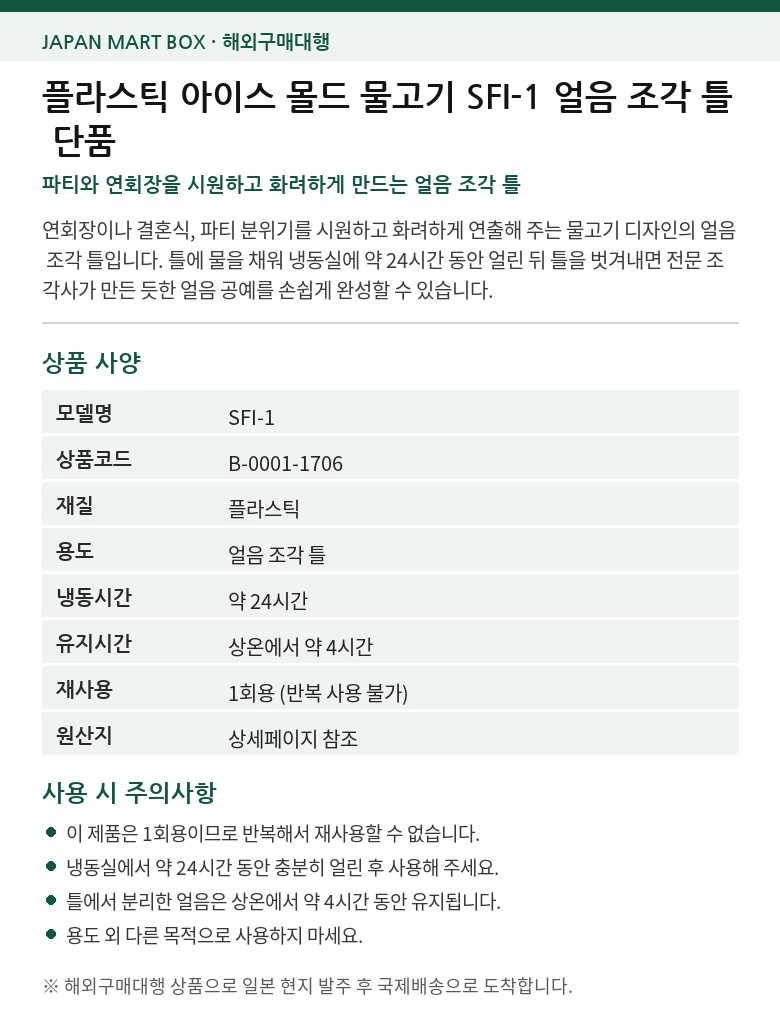 JAPAN MART BOX · 해외구매대행
플라스틱 아이스 몰드 물고기 SFI-1 얼음 조각 틀
단품
파티와 연회장을 시원하고 화려하게 만드는 얼음 조각 틀
연회장이나 결혼식, 파티 분위기를 시원하고 화려하게 연출해 주는 물고기 디자인의 얼음
조각 틀입니다. 틀에 물을 채워 냉동실에 약 24시간 동안 얼린 뒤 틀을 벗겨내면 전문 조
각사가 만든 듯한 얼음 공예를 손쉽게 완성할 수 있습니다.
상품 사양
모델명 SFI-1
상품코드 B-0001-1706
재질 플라스틱
용도 얼음 조각 틀
냉동시간 약 24시간
유지시간 상온에서 약 4시간
재사용 1회용 (반복 사용 불가)
원산지 상세페이지 참조
사용 시 주의사항
● 이 제품은 1회용이므로 반복해서 재사용할 수 없습니다.
● 냉동실에서 약 24시간 동안 충분히 얼린 후 사용해 주세요.
● 틀에서 분리한 얼음은 상온에서 약 4시간 동안 유지됩니다.
● 용도 외 다른 목적으로 사용하지 마세요.
※ 해외구매대행 상품으로 일본 현지 발주 후 국제배송으로 도착합니다.